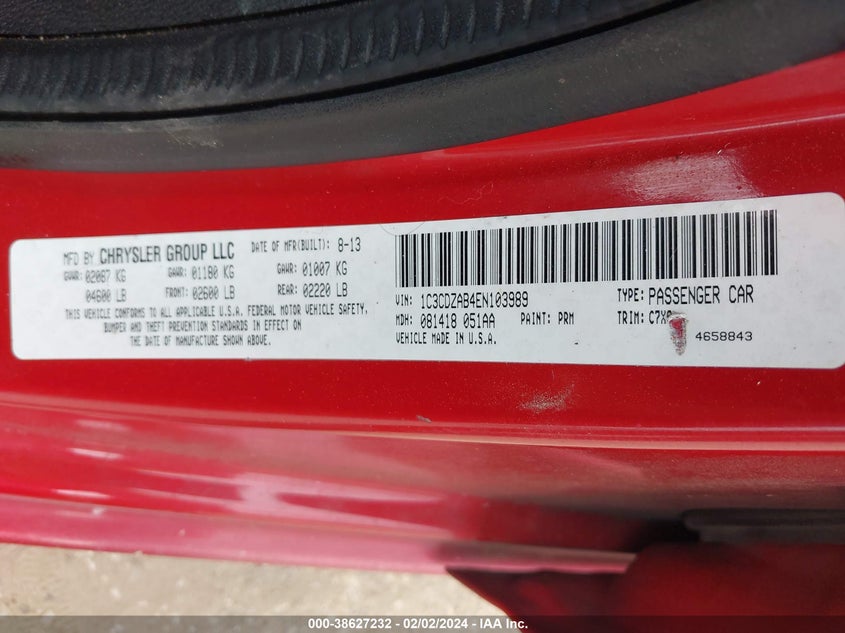 MFD BY CHRYSLER GROUP LLC DATE OF MFR(BUILT): 8-13
GVWR: 02087 KG GAWR: 01180 KG GAWR: 01007 KG
04600 LB FRONT: 02600 LB REAR: 02220 LB
THIS VEHICLE CONFORMS TO ALL APPLICABLE U.S.A. FEDERAL MOTOR VEHICLE SAFETY,
BUMPER AND THEFT PREVENTION STANDARDS IN EFFECT ON
THE DATE OF MANUFACTURE SHOWN ABOVE.
VIN: 1C3CDZAB4EN103989 TYPE: PASSENGER CAR
MDH: 081418 051AA PAINT: PRM TRIM:
VEHICLE MADE IN U.S.A. 4658843
000-38627232 - 02/02/2024 - IAA Inc.